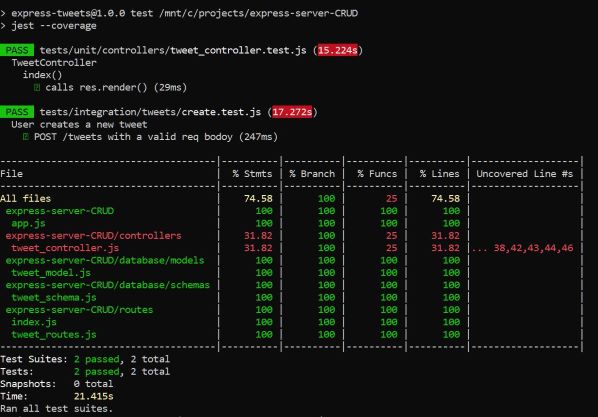 > express-tweets@1.0.0 test /mnt/c/projects/express-server-CRUD
> jest --coverage
PASS tests/unit/controllers/tweet_controller.test.js (15.224s)
TweetController
index()
calls res.render() (29ms)
PASS tests/integration/tweets/create.test.js (17.272s)
User creates a new tweet
POST /tweets with a valid req bodoy (247ms)
File | % Stmts | % Branch | % Funcs | % Lines | Uncovered Line #s |
All files | 74.58 | 100 | 25 | 74.58 | |
express-server-CRUD | 100 | 100 | 100 | 100 | |
app.js | 100 | 100 | 100 | 100 | |
express-server-CRUD/controllers | 31.82 | 100 | 25 | 31.82 | |
tweet_controller.js | 31.82 | 100 | 25 | 31.82 |... 38,42,43,44,46 |
express-server-CRUD/database/models | 100 | 100 | 100 | 100 | |
tweet_model.js | 100 | 100 | 100 | 100 | |
express-server-CRUD/database/schemas | 100 | 100 | 100 | 100 | |
tweet_schema.js | 100 | 100 | 100 | 100 | |
express-server-CRUD/routes | 100 | 100 | 100 | 100 | |
index.js | 100 | 100 | 100 | 100 | |
tweet_routes.js | 100 | 100 | 100 | 100 | |
Test Suites: 2 passed, 2 total
Tests: 2 passed, 2 total
Snapshots: 0 total
Time: 21.415s
Ran all test suites.